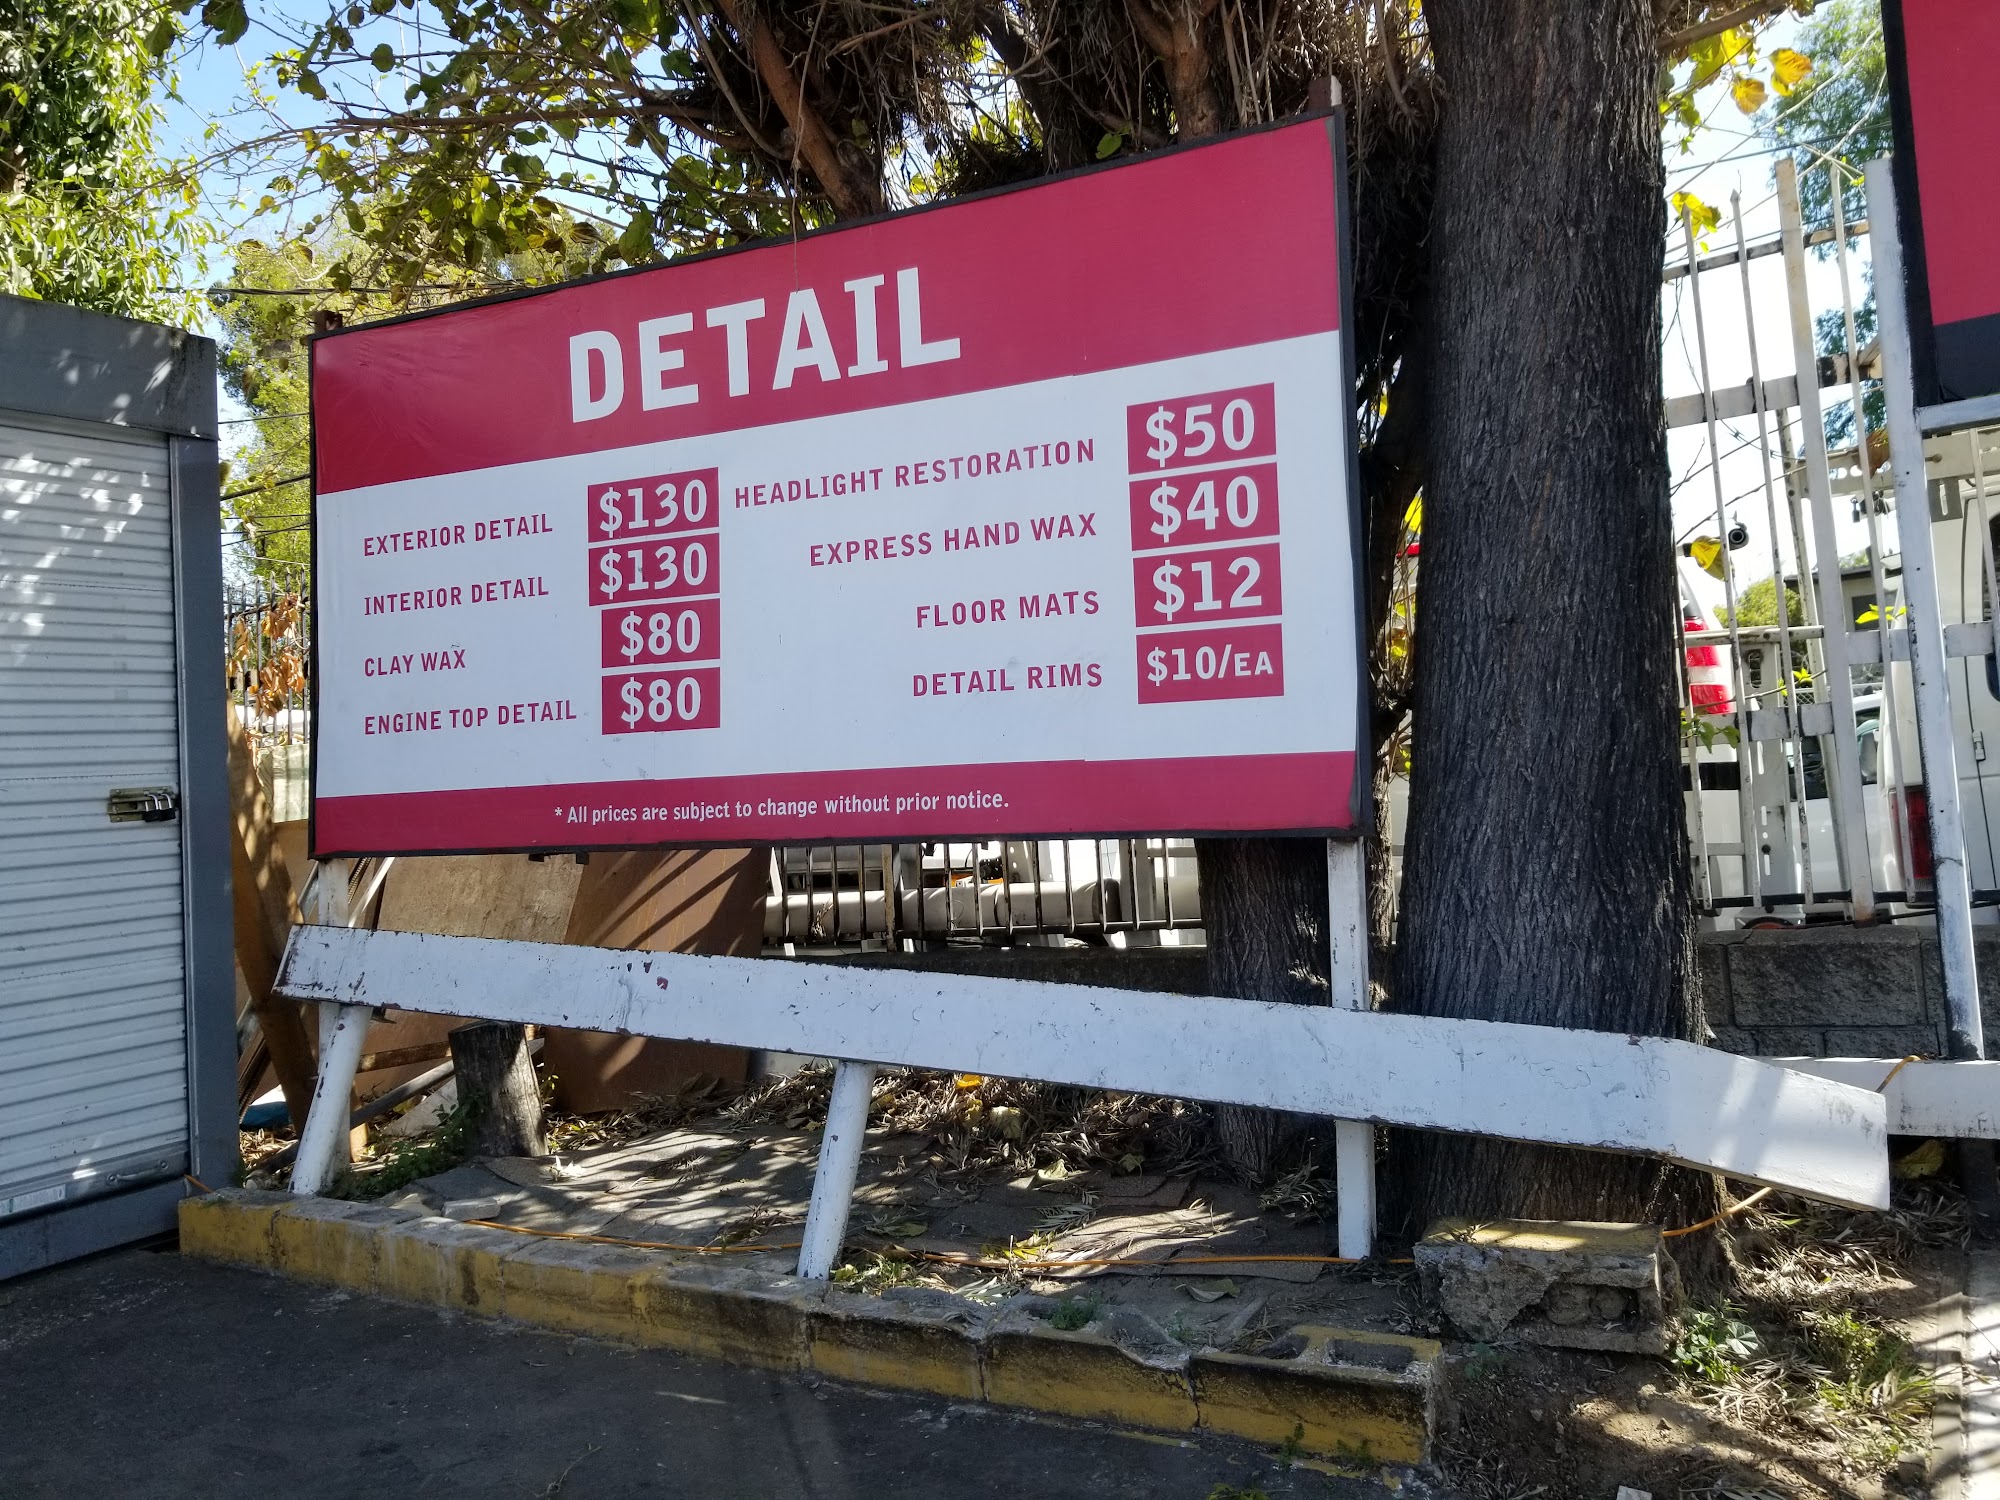 DETAIL
EXTERIOR DETAIL $130
INTERIOR DETAIL $130
CLAY WAX $80
ENGINE TOP DETAIL $80
HEADLIGHT RESTORATION $50
EXPRESS HAND WAX $40
FLOOR MATS $12
DETAIL RIMS $10/EA
* All prices are subject to change without prior notice.